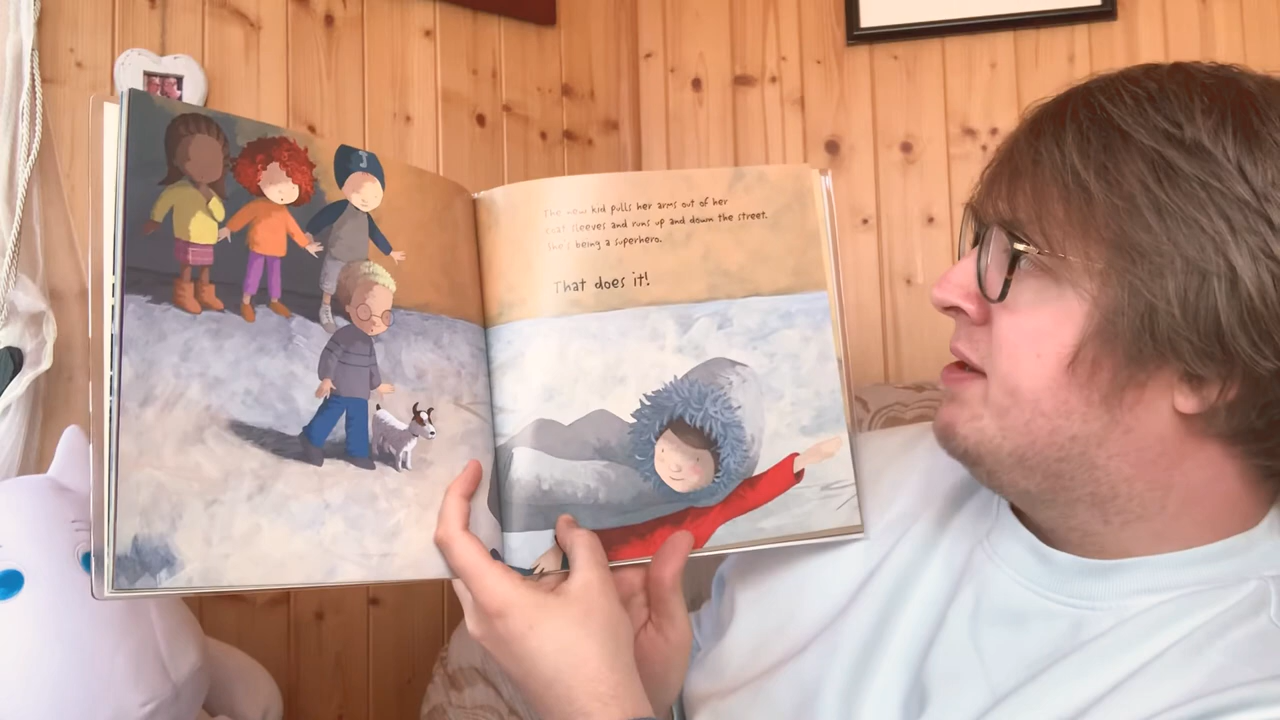 The new kid pulls her arms out of her
coat sleeves and runs up and down the street.
She's being a superhero.
That does it!